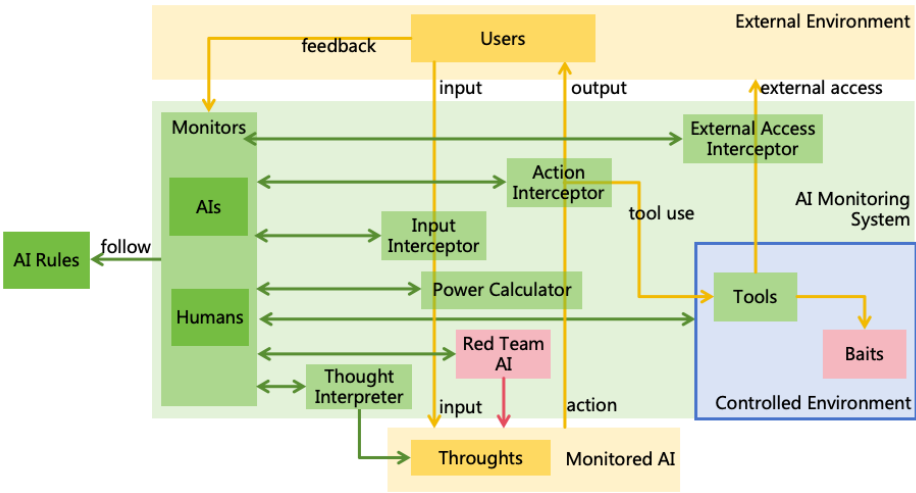 External Environment
Users
feedback
input
output
external access
Monitors
External Access
Interceptor
Action
Interceptor
AIs
AI Monitoring
System
tool use
Input
Interceptor
AI Rules
follow
Power Calculator
Tools
Humans
Red Team
AI
Baits
Thought
Interpreter
input
action
Controlled Environment
Throughts
Monitored AI